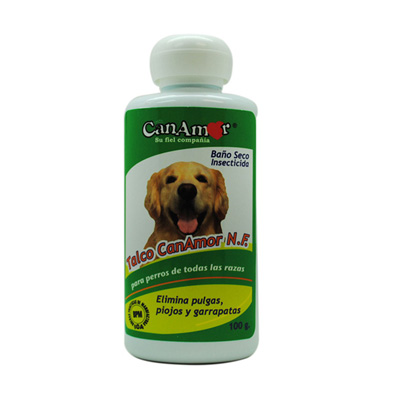 CanAmor®
Su fiel compañía
Baño Seco
Insecticida
Talco CanAmor N.F.
para perros de todas las razas
Elimina pulgas,
piojos y garrapatas
BPM
100 g.